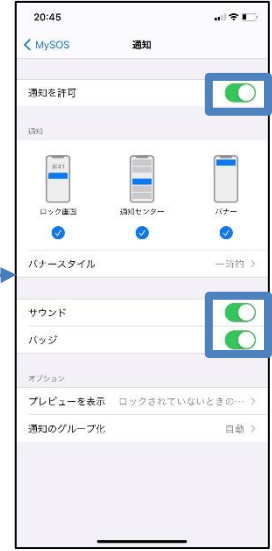 20:45
MySOS
通知
通知を許可
通知
9:41
ロック画面
通知センター
バナー
バナースタイル 一時的
サウンド
バッジ
オプション
プレビューを表示 ロックされていないときの…
通知のグループ化 自動